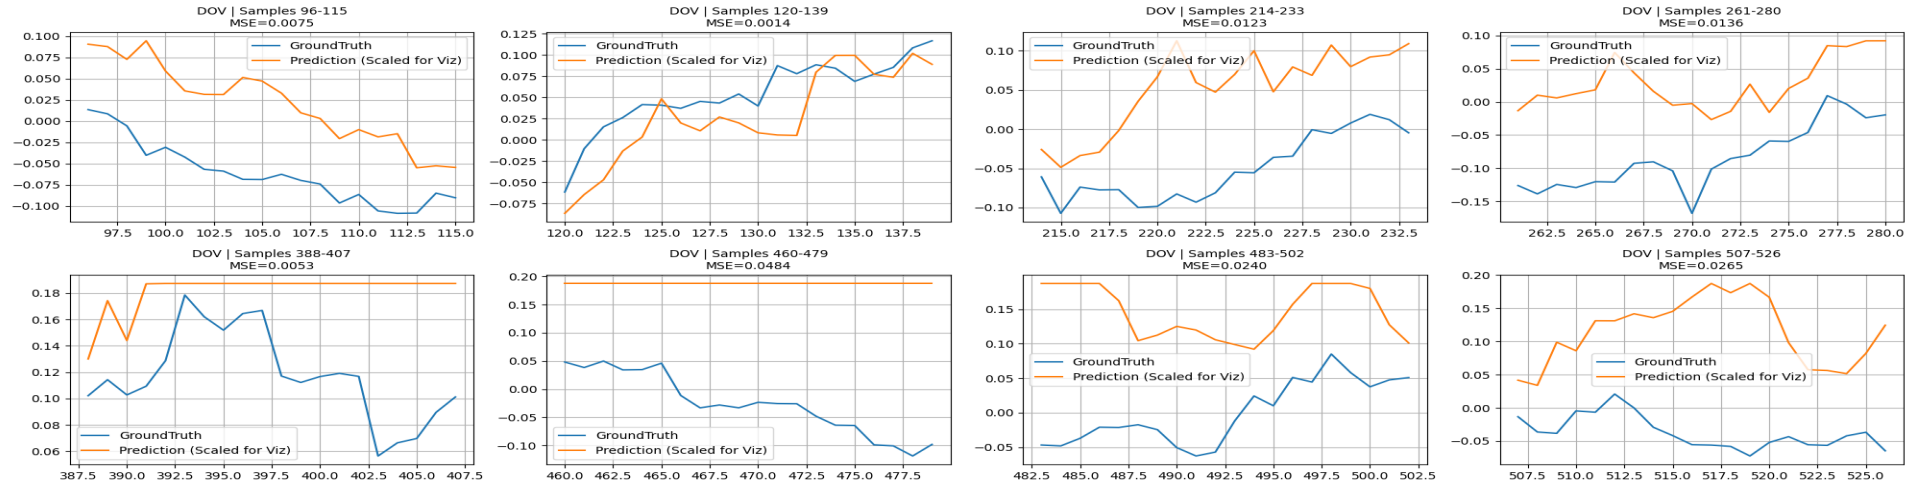 DOV | Samples 96-115
MSE=0.0075
0.100
0.075
0.050
0.025
0.000
−0.025
−0.050
−0.075
−0.100
GroundTruth
Prediction (Scaled for Viz)
97.5 100.0 102.5 105.0 107.5 110.0 112.5 115.0
DOV | Samples 120-139
MSE=0.0014
0.125
0.100
0.075
0.050
0.025
0.000
−0.025
−0.050
−0.075
GroundTruth
Prediction (Scaled for Viz)
120.0 122.5 125.0 127.5 130.0 132.5 135.0 137.5
DOV | Samples 214-233
MSE=0.0123
0.10
0.05
0.00
−0.05
−0.10
GroundTruth
Prediction (Scaled for Viz)
215.0 217.5 220.0 222.5 225.0 227.5 230.0 232.5
DOV | Samples 261-280
MSE=0.0136
0.10
0.05
0.00
−0.05
−0.10
−0.15
GroundTruth
Prediction (Scaled for Viz)
262.5 265.0 267.5 270.0 272.5 275.0 277.5 280.0
DOV | Samples 388-407
MSE=0.0053
0.18
0.16
0.14
0.12
0.10
0.08
0.06
GroundTruth
Prediction (Scaled for Viz)
387.5 390.0 392.5 395.0 397.5 400.0 402.5 405.0 407.5
DOV | Samples 460-479
MSE=0.0484
0.20
0.15
0.10
0.05
0.00
−0.05
−0.10
GroundTruth
Prediction (Scaled for Viz)
460.0 462.5 465.0 467.5 470.0 472.5 475.0 477.5
DOV | Samples 483-502
MSE=0.0240
0.15
0.10
0.05
0.00
−0.05
GroundTruth
Prediction (Scaled for Viz)
482.5 485.0 487.5 490.0 492.5 495.0 497.5 500.0 502.5
DOV | Samples 507-526
MSE=0.0265
0.20
0.15
0.10
0.05
0.00
−0.05
GroundTruth
Prediction (Scaled for Viz)
507.5 510.0 512.5 515.0 517.5 520.0 522.5 525.0